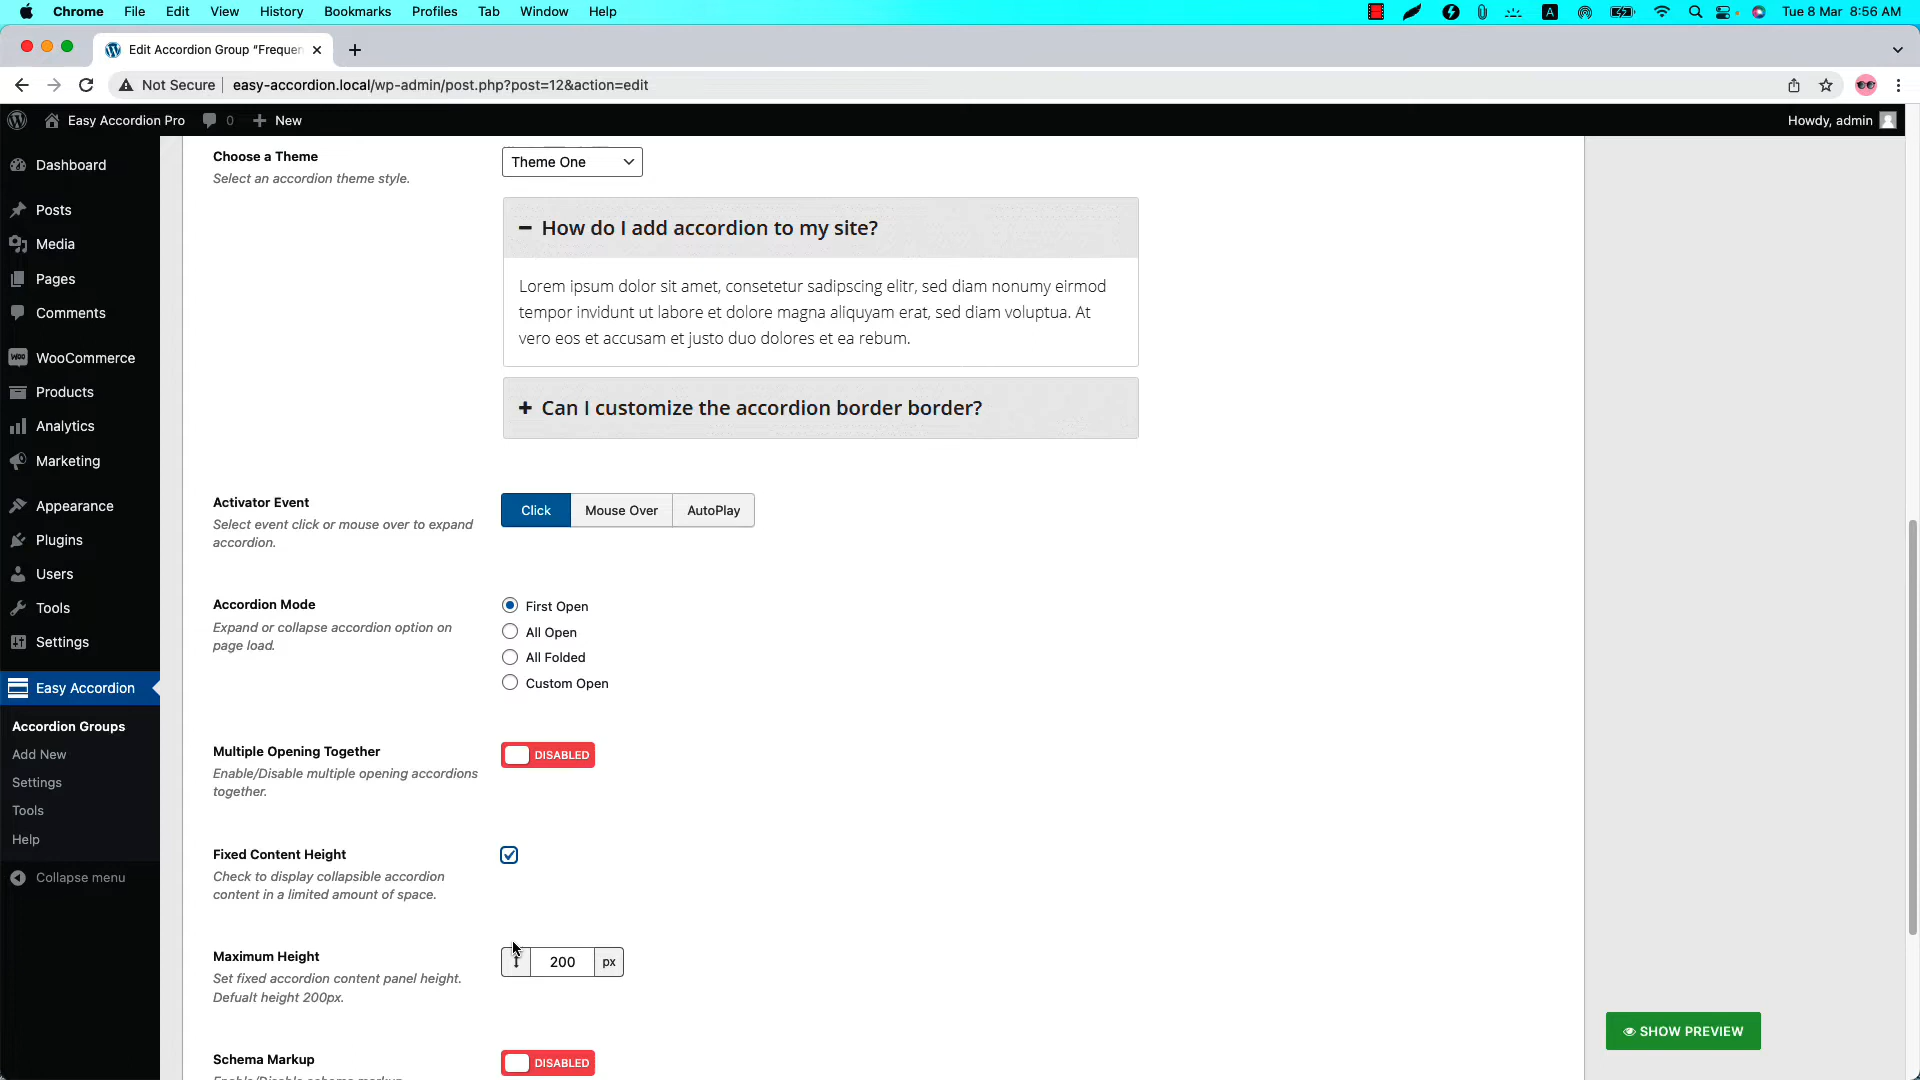 Chrome File Edit View History Bookmarks Profiles Tab Window Help A Tue 8 Mar 8:56 AM
Edit Accordion Group "Frequen
Not Secure easy-accordion.local/wp-admin/post.php?post=12&action=edit
Easy Accordion Pro 0 New Howdy, admin
Dashboard
Posts
Media
Pages
Comments
WooCommerce
Products
Analytics
Marketing
Appearance
Plugins
Users
Tools
Settings
Easy Accordion
Accordion Groups
Add New
Settings
Tools
Help
Collapse menu
Choose a Theme
Select an accordion theme style.
Theme One
How do I add accordion to my site?
Lorem ipsum dolor sit amet, consetetur sadipscing elitr, sed diam nonumy eirmod
tempor invidunt ut labore et dolore magna aliquyam erat, sed diam voluptua. At
vero eos et accusam et justo duo dolores et ea rebum.
Can I customize the accordion border border?
Activator Event
Select event click or mouse over to expand
accordion.
Click Mouse Over AutoPlay
Accordion Mode
Expand or collapse accordion option on
page load.
First Open
All Open
All Folded
Custom Open
Multiple Opening Together
Enable/Disable multiple opening accordions
together.
DISABLED
Fixed Content Height
Check to display collapsible accordion
content in a limited amount of space.
Maximum Height
Set fixed accordion content panel height.
Defualt height 200px.
200 px
Schema Markup
DISABLED
Enable/Disable schema markup
SHOW PREVIEW